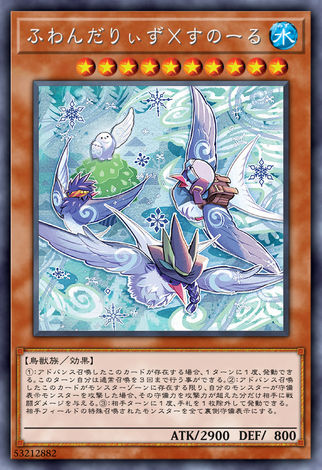 ふわんだりぃず×すのーる
水
【鳥獣族／効果】
①：アドバンス召喚したこのカードが存在する場合、１ターンに１度、発動でき
る。このターン自分は通常召喚を３回まで行う事ができる。②：アドバンス召喚し
たこのカードがモンスターゾーンに存在する限り、自分のモンスターが守備
表示モンスターを攻撃した場合、その守備力を攻撃力が超えた分だけ相手に戦
闘ダメージを与える。③：相手ターンに１度、手札を１枚除外して発動できる。
相手フィールドの特殊召喚されたモンスターを全て裏側守備表示にする。
ATK/2900 DEF/ 800
53212882